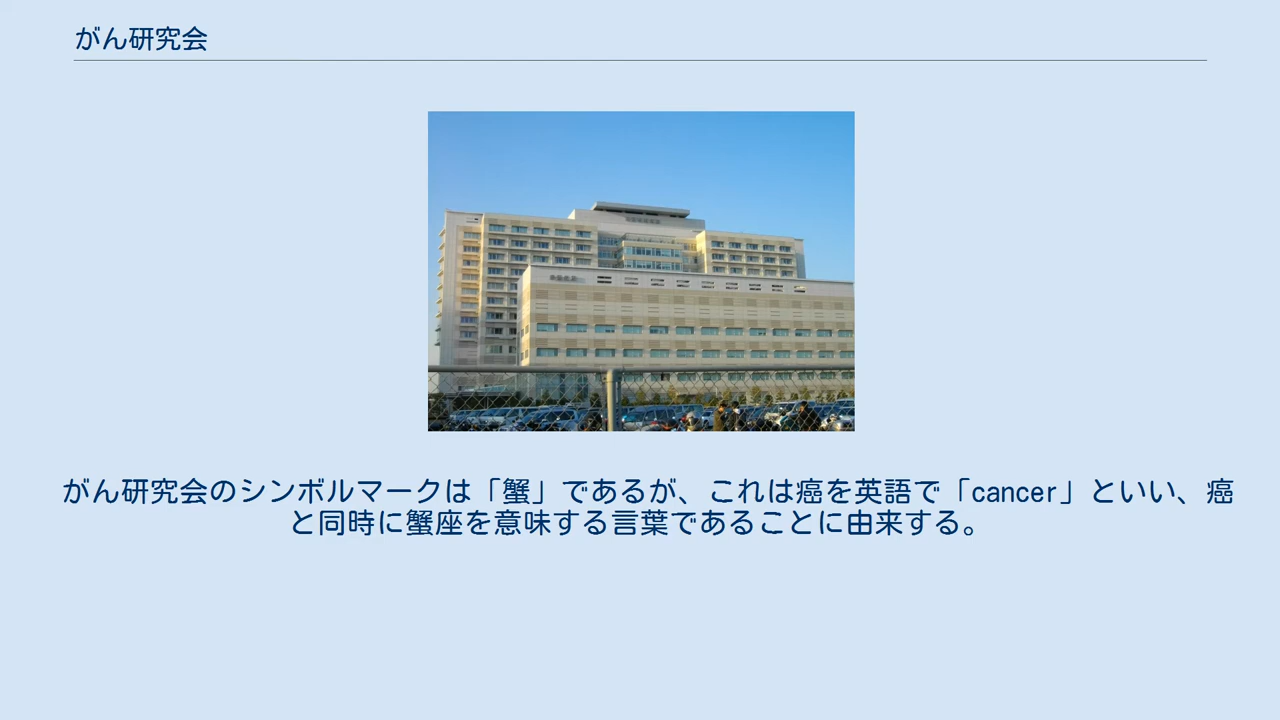 がん研究会
がん研究会のシンボルマークは「蟹」であるが、これは癌を英語で「cancer」といい、癌
と同時に蟹座を意味する言葉であることに由来する。